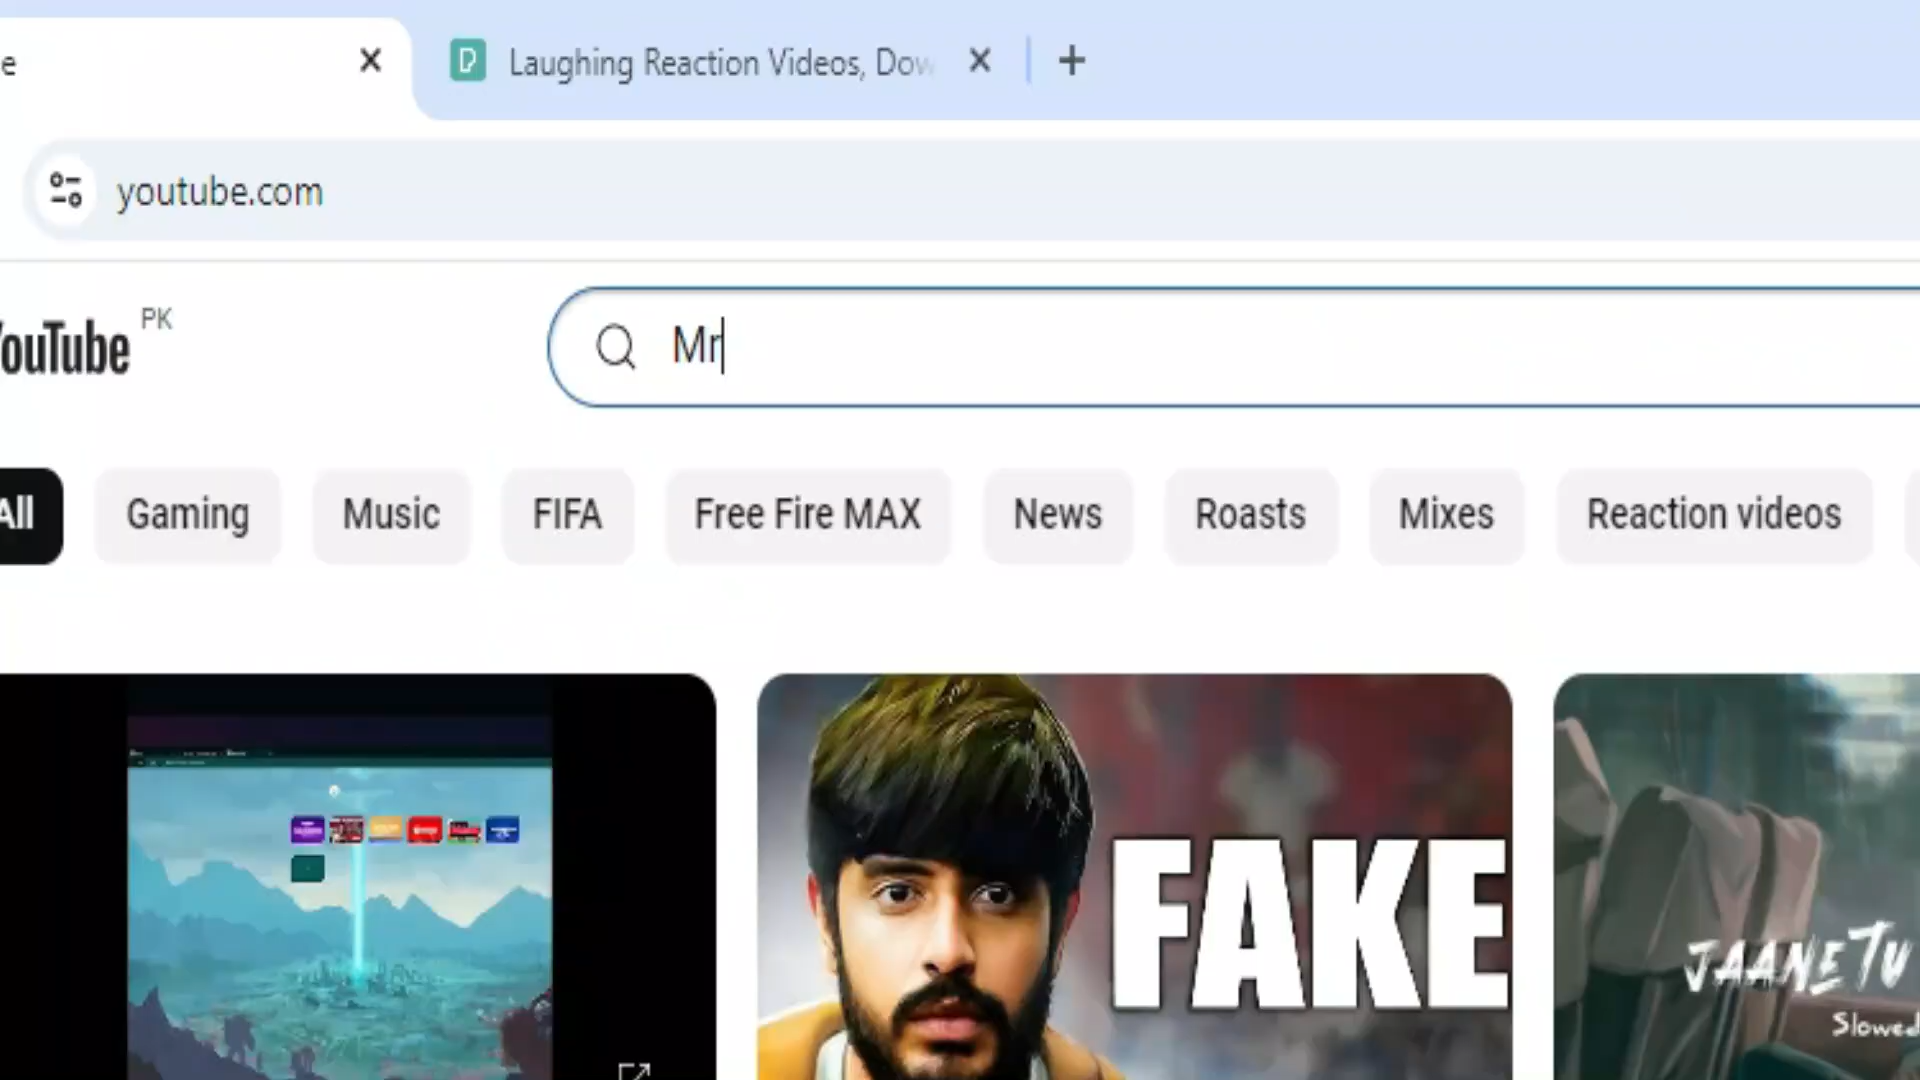 e
Laughing Reaction Videos, Dow
youtube.com
YouTube PK
Mr
All
Gaming
Music
FIFA
Free Fire MAX
News
Roasts
Mixes
Reaction videos
FAKE
JAANE TU
Slowed